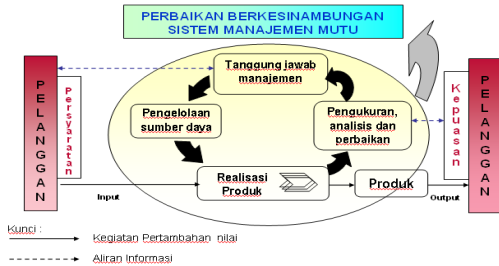 PERBAIKAN BERKESINAMBUNGAN
SISTEM MANAJEMEN MUTU
PELANGGAN
Persyaratan
Tanggung jawab
manajemen
Pengelolaan
sumber daya
Pengukuran,
analisis dan
perbaikan
Kepuasan
PELANGGAN
Realisasi
Produk
Produk
Input
Output
Kunci :
Kegiatan Pertambahan nilai
Aliran Informasi